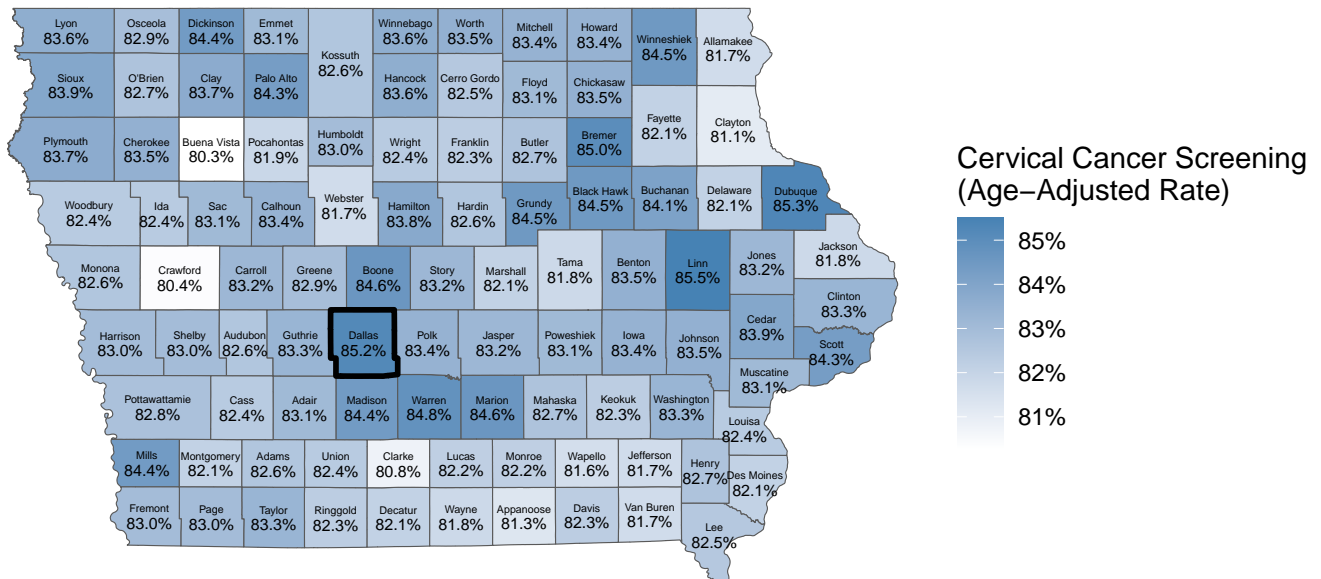 Lyon
83.6%
Osceola
82.9%
Dickinson
84.4%
Emmet
83.1%
Kossuth
82.6%
Winnebago
83.6%
Worth
83.5%
Mitchell
83.4%
Howard
83.4%
Winneshiek
84.5%
Allamakee
81.7%
Sioux
83.9%
O'Brien
82.7%
Clay
83.7%
Palo Alto
84.3%
Hancock
83.6%
Cerro Gordo
82.5%
Floyd
83.1%
Chickasaw
83.5%
Fayette
82.1%
Clayton
81.1%
Plymouth
83.7%
Cherokee
83.5%
Buena Vista
80.3%
Pocahontas
81.9%
Humboldt
83.0%
Wright
82.4%
Franklin
82.3%
Butler
82.7%
Bremer
85.0%
Woodbury
82.4%
Ida
82.4%
Sac
83.1%
Calhoun
83.4%
Webster
81.7%
Hamilton
83.8%
Hardin
82.6%
Grundy
84.5%
Black Hawk
84.5%
Buchanan
84.1%
Delaware
82.1%
Dubuque
85.3%
Monona
82.6%
Crawford
80.4%
Carroll
83.2%
Greene
82.9%
Boone
84.6%
Story
83.2%
Marshall
82.1%
Tama
81.8%
Benton
83.5%
Linn
85.5%
Jones
83.2%
Jackson
81.8%
Clinton
83.3%
Harrison
83.0%
Shelby
83.0%
Audubon
82.6%
Guthrie
83.3%
Dallas
85.2%
Polk
83.4%
Jasper
83.2%
Poweshiek
83.1%
Iowa
83.4%
Johnson
83.5%
Cedar
83.9%
Scott
84.3%
Muscatine
83.1%
Pottawattamie
82.8%
Cass
82.4%
Adair
83.1%
Madison
84.4%
Warren
84.8%
Marion
84.6%
Mahaska
82.7%
Keokuk
82.3%
Washington
83.3%
Louisa
82.4%
Mills
84.4%
Montgomery
82.1%
Adams
82.6%
Union
82.4%
Clarke
80.8%
Lucas
82.2%
Monroe
82.2%
Wapello
81.6%
Jefferson
81.7%
Henry
82.7%
Des Moines
82.1%
Fremont
83.0%
Page
83.0%
Taylor
83.3%
Ringgold
82.3%
Decatur
82.1%
Wayne
81.8%
Appanoose
81.3%
Davis
82.3%
Van Buren
81.7%
Lee
82.5%
Cervical Cancer Screening
(Age−Adjusted Rate)
85%
84%
83%
82%
81%